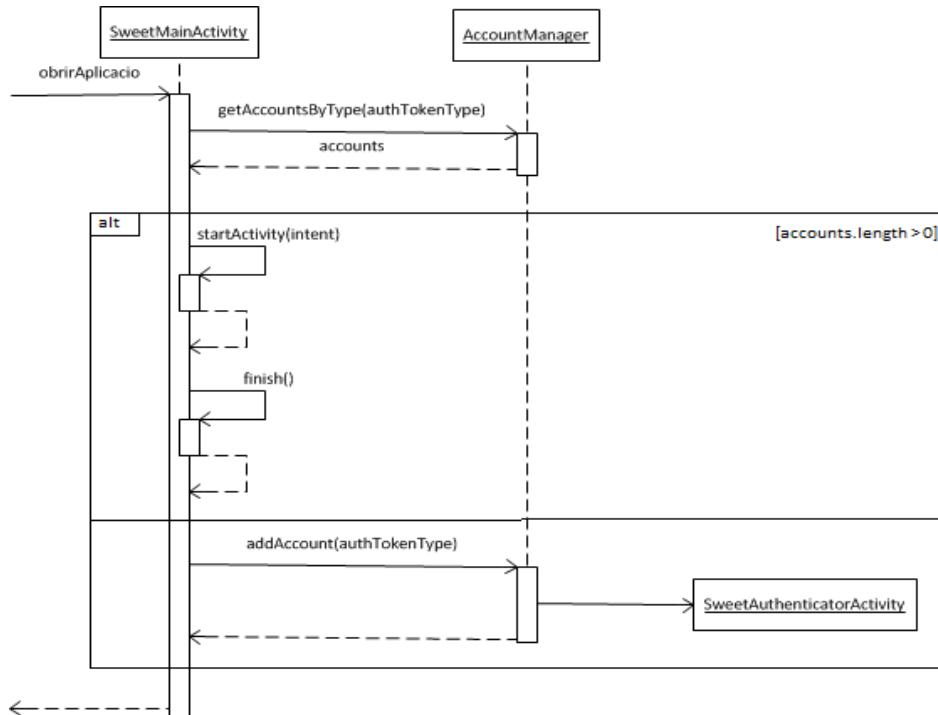 SweetMainActivity
AccountManager
obrirAplicacio
getAccountsByType(authTokenType)
accounts
alt
[accounts.length >0]
startActivity(intent)
finish()
addAccount(authTokenType)
SweetAuthenticatorActivity